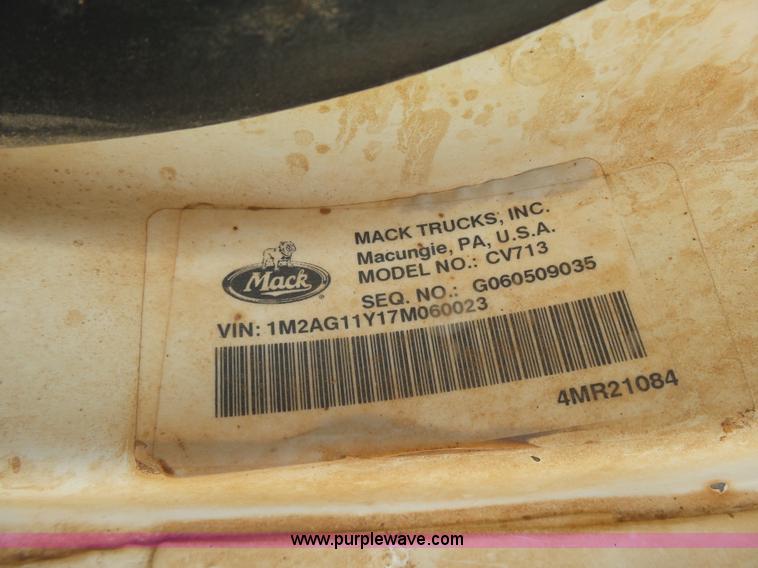 Mack
MACK TRUCKS, INC.
Macungie, PA, U.S.A.
MODEL NO.: CV713
SEQ. NO.: G060509035
VIN: 1M2AG11Y17M060023
4MR21084
www.purplewave.com